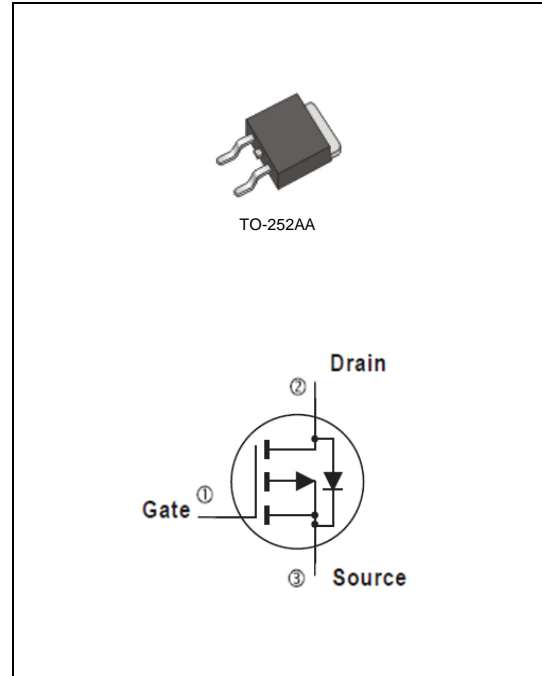 TO-252AA
Drain
②
①
Gate
③ Source